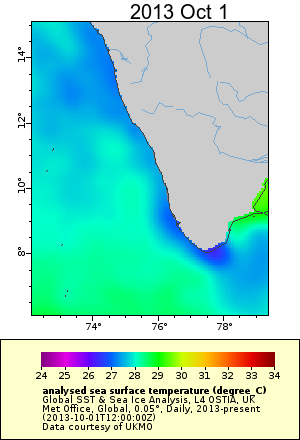 2013 Oct 1
14°
12°
10°
8°
74°
76°
78°
24 25 26 27 28 29 30 31 32 33 34
analysed sea surface temperature (degree_C)
Global SST & Sea Ice Analysis, L4 OSTIA, UK
Met Office, Global, 0.05°, Daily, 2013-present
(2013-10-01T12:00:00Z)
Data courtesy of UKMO